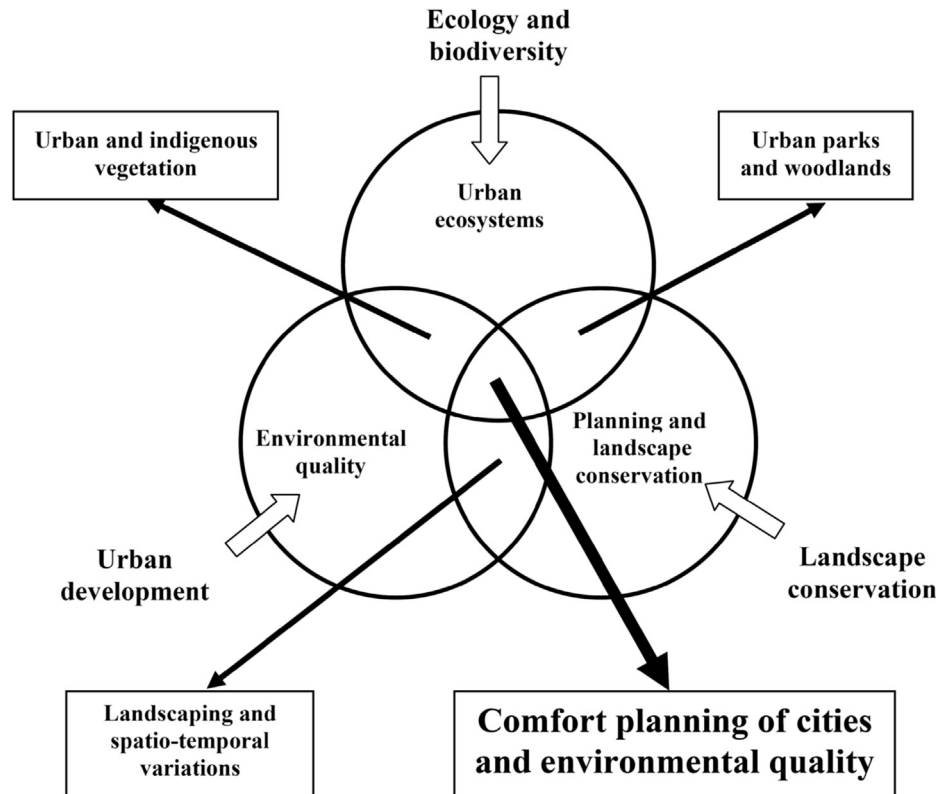 Ecology and
biodiversity
Urban and indigenous
vegetation
Urban parks
and woodlands
Urban
ecosystems
Environmental
quality
Planning and
landscape
conservation
Urban
development
Landscape
conservation
Landscaping and
spatio-temporal
variations
Comfort planning of cities
and environmental quality